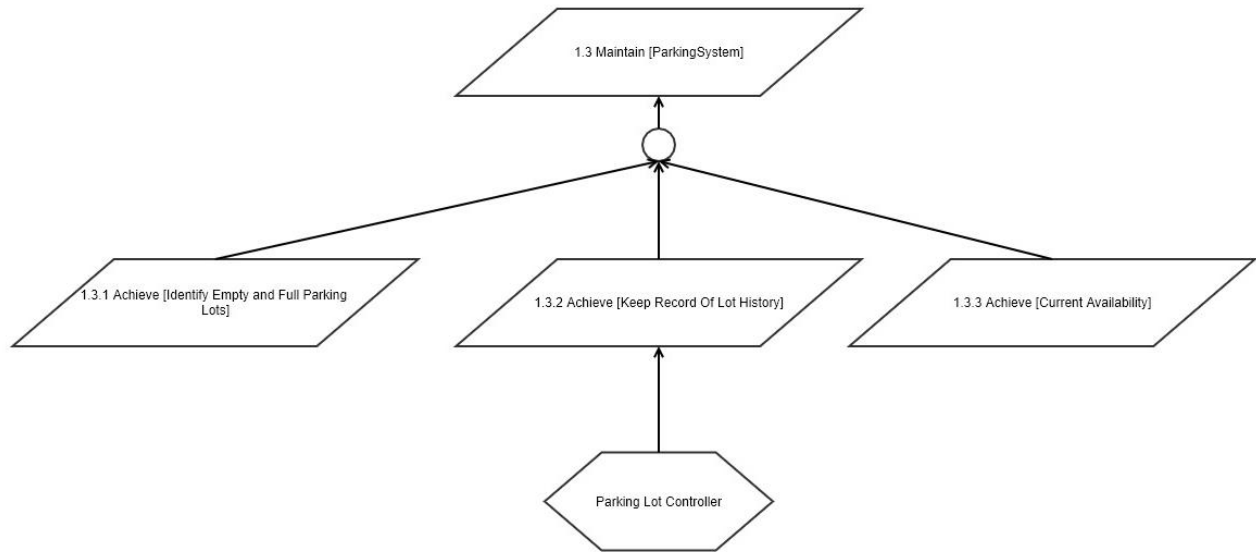 1.3 Maintain [ParkingSystem]
1.3.1 Achieve [Identify Empty and Full Parking
Lots]
1.3.2 Achieve [Keep Record Of Lot History]
1.3.3 Achieve [Current Availability]
Parking Lot Controller